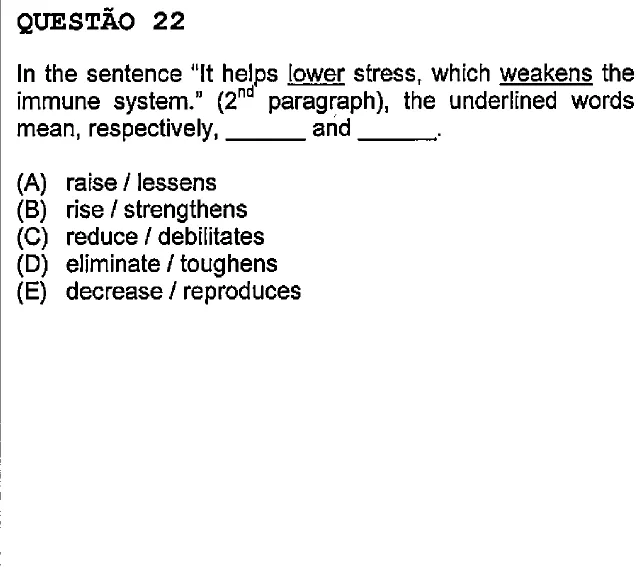 QUESTÃO 22
In the sentence "It helps lower stress, which weakens the
immune system." (2nd paragraph), the underlined words
mean, respectively, ______ and ______.
(A) raise / lessens
(B) rise / strengthens
(C) reduce / debilitates
(D) eliminate / toughens
(E) decrease / reproduces